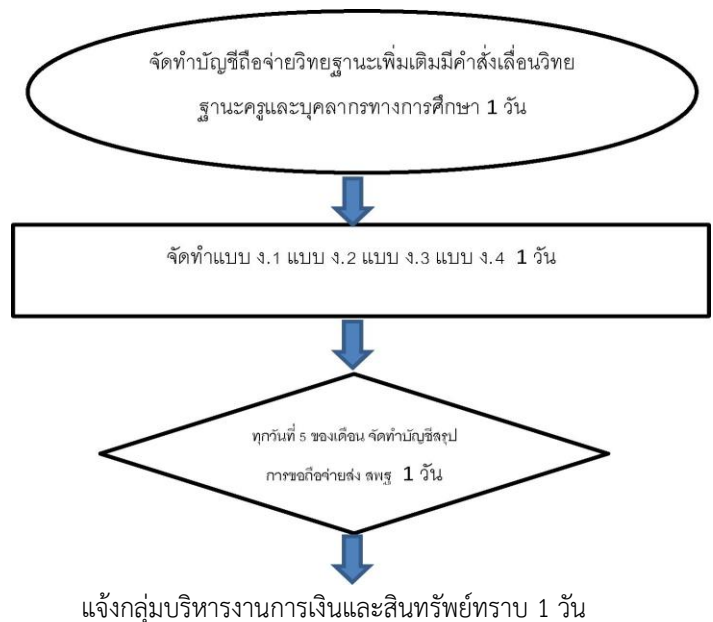 จัดทำบัญชีถือจ่ายวิทยฐานะเพิ่มเติมมีคำสั่งเลื่อนวิทย
ฐานะครูและบุคลากรทางการศึกษา 1 วัน
จัดทำแบบ ง.1 แบบ ง.2 แบบ ง.3 แบบ ง.4 1 วัน
ทุกวันที่ 5 ของเดือน จัดทำบัญชีสรุป
การขอถือจ่ายส่ง สพฐ 1 วัน
แจ้งกลุ่มบริหารงานการเงินและสินทรัพย์ทราบ 1 วัน